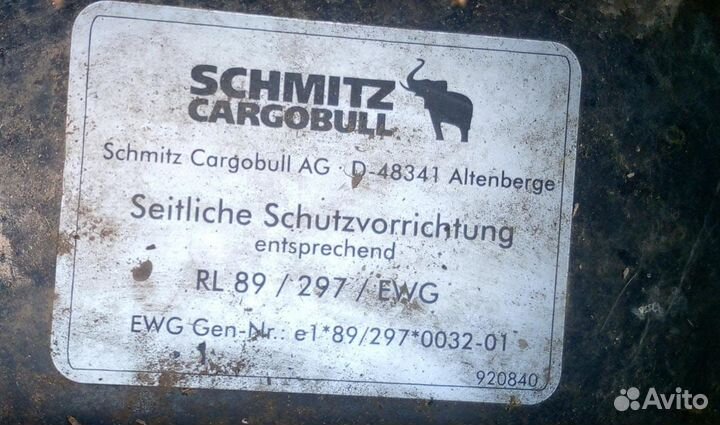 SCHMITZ
CARGOBULL
Schmitz Cargobull AG · D-48341 Altenberge
Seitliche Schutzvorrichtung
entsprechend
RL 89 / 297 / EWG
EWG Gen-Nr.: e1*89/297*0032-01
920840
Avito